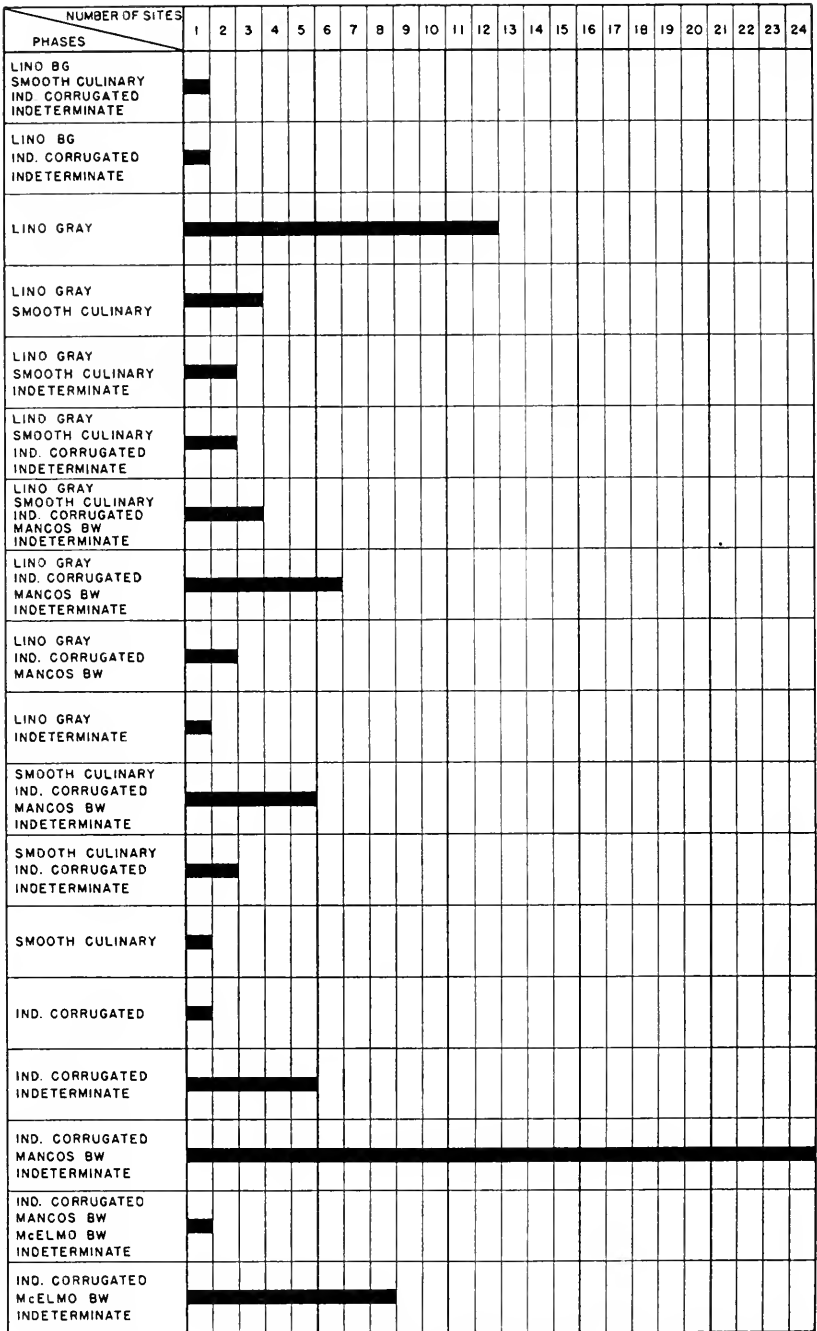 NUMBER OF SITES
PHASES
1 2 3 4 5 6 7 8 9 10 11 12 13 14 15 16 17 18 19 20 21 22 23 24
LINO BG
SMOOTH CULINARY
IND. CORRUGATED
INDETERMINATE
LINO BG
IND. CORRUGATED
INDETERMINATE
LINO GRAY
LINO GRAY
SMOOTH CULINARY
LINO GRAY
SMOOTH CULINARY
INDETERMINATE
LINO GRAY
SMOOTH CULINARY
IND. CORRUGATED
INDETERMINATE
LINO GRAY
SMOOTH CULINARY
IND. CORRUGATED
MANCOS BW
INDETERMINATE
LINO GRAY
IND. CORRUGATED
MANCOS BW
INDETERMINATE
LINO GRAY
IND. CORRUGATED
MANCOS BW
LINO GRAY
INDETERMINATE
SMOOTH CULINARY
IND. CORRUGATED
MANCOS BW
INDETERMINATE
SMOOTH CULINARY
IND. CORRUGATED
INDETERMINATE
SMOOTH CULINARY
IND. CORRUGATED
IND. CORRUGATED
INDETERMINATE
IND. CORRUGATED
MANCOS BW
INDETERMINATE
IND. CORRUGATED
MANCOS BW
McELMO BW
INDETERMINATE
IND. CORRUGATED
McELMO BW
INDETERMINATE